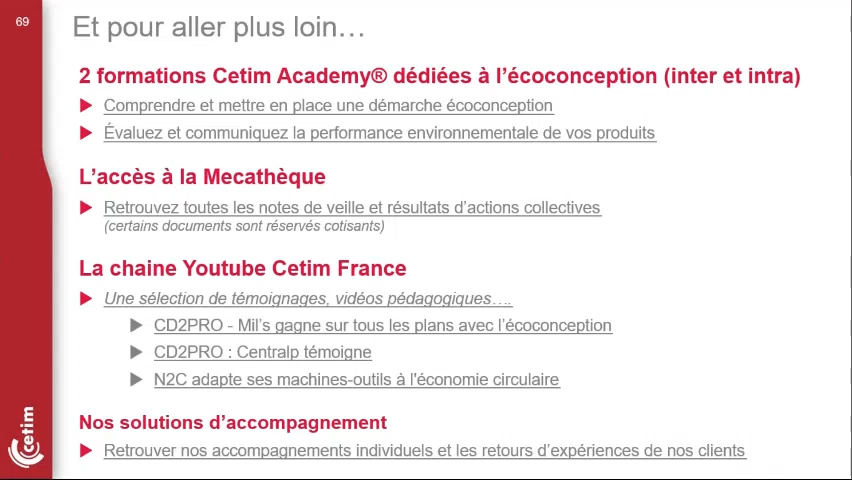 69
Et pour aller plus loin…
2 formations Cetim Academy® dédiées à l’écoconception (inter et intra)
Comprendre et mettre en place une démarche écoconception
Évaluez et communiquez la performance environnementale de vos produits
L’accès à la Mecathèque
Retrouvez toutes les notes de veille et résultats d’actions collectives
(certains documents sont réservés cotisants)
La chaine Youtube Cetim France
Une sélection de témoignages, vidéos pédagogiques….
CD2PRO - Mil’s gagne sur tous les plans avec l’écoconception
CD2PRO : Centralp témoigne
N2C adapte ses machines-outils à l'économie circulaire
Nos solutions d’accompagnement
Retrouver nos accompagnements individuels et les retours d’expériences de nos clients
cetim